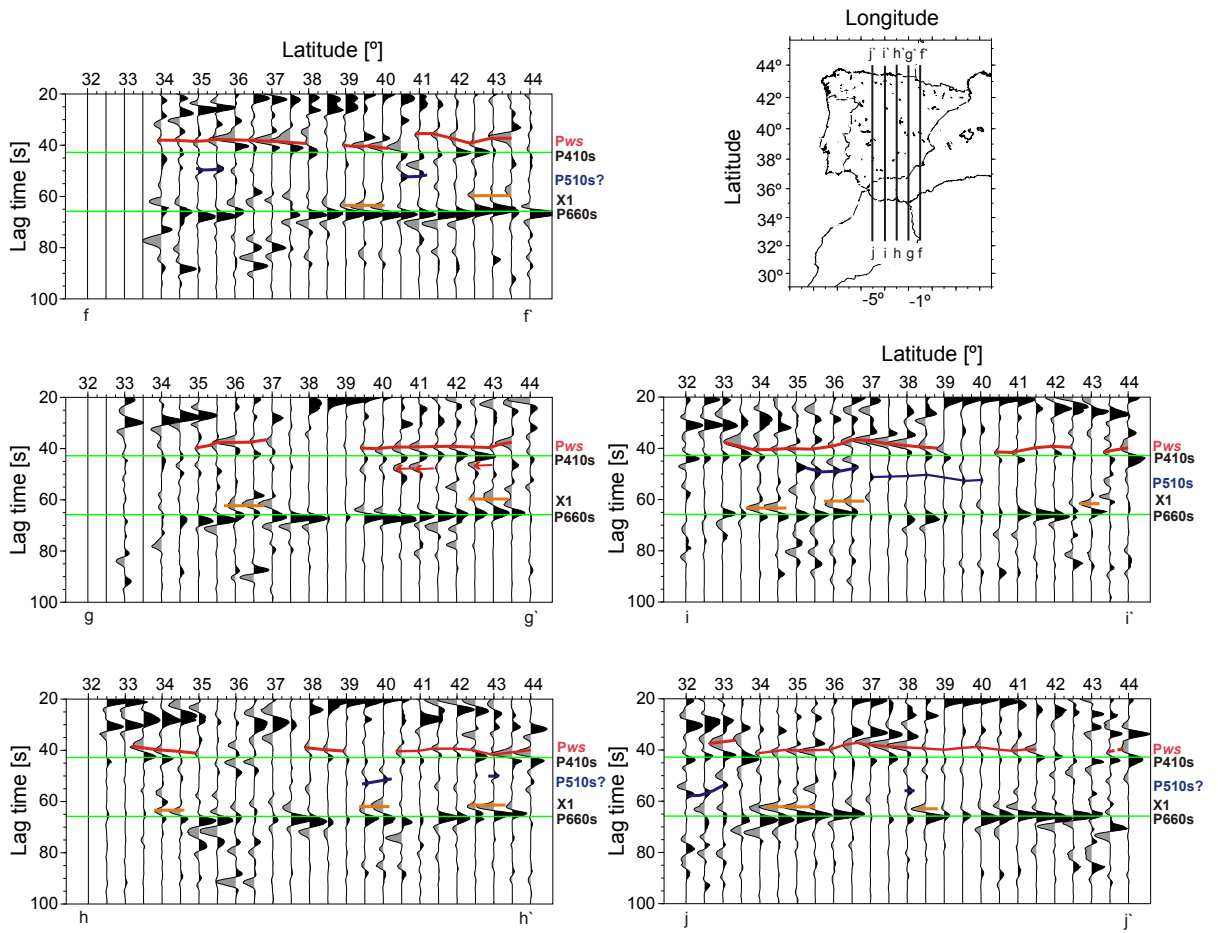 Latitude [º]
32 33 34 35 36 37 38 39 40 41 42 43 44
Lag time [s]
20
40
60
80
100
Pws
P410s
P510s?
X1
P660s
f f`
Longitude
Latitude
44º
42º
40º
38º
36º
34º
32º
30º
j` i` h` g` f`
j i h g f
-5º -1º
32 33 34 35 36 37 38 39 40 41 42 43 44
Lag time [s]
20
40
60
80
100
Pws
P410s
X1
P660s
g g`
Latitude [º]
32 33 34 35 36 37 38 39 40 41 42 43 44
Lag time [s]
20
40
60
80
100
Pws
P410s
P510s
X1
P660s
i i`
32 33 34 35 36 37 38 39 40 41 42 43 44
Lag time [s]
20
40
60
80
100
Pws
P410s
P510s?
X1
P660s
h h`
32 33 34 35 36 37 38 39 40 41 42 43 44
Lag time [s]
20
40
60
80
100
Pws
P410s
P510s?
X1
P660s
j j`